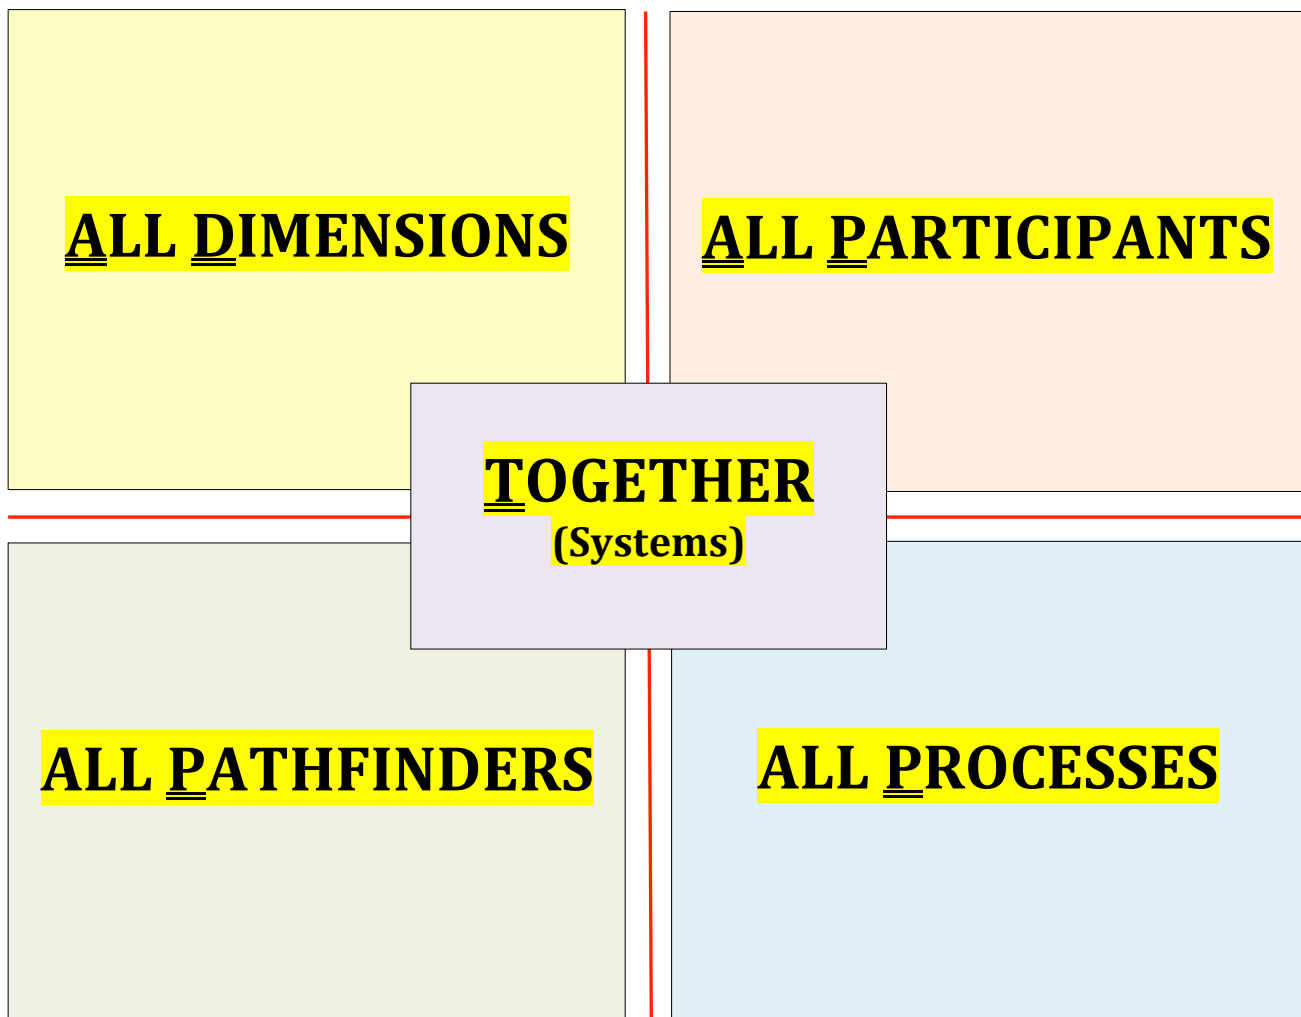 ALL DIMENSIONS
ALL PARTICIPANTS
TOGETHER
(Systems)
ALL PATHFINDERS
ALL PROCESSES